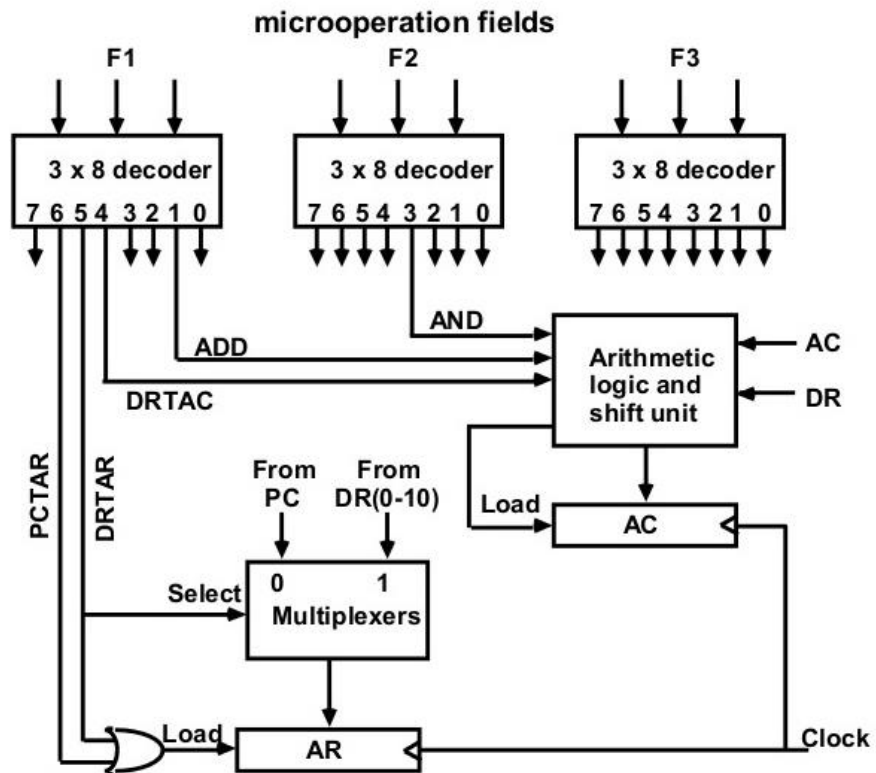 microoperation fields
F1 F2 F3
3 x 8 decoder 3 x 8 decoder 3 x 8 decoder
7 6 5 4 3 2 1 0 7 6 5 4 3 2 1 0 7 6 5 4 3 2 1 0
AND
ADD
DRTAC
Arithmetic
logic and
shift unit
AC
DR
PCTAR
DRTAR
From
PC
From
DR(0-10)
Load
AC
Select
0 1
Multiplexers
Load
AR
Clock